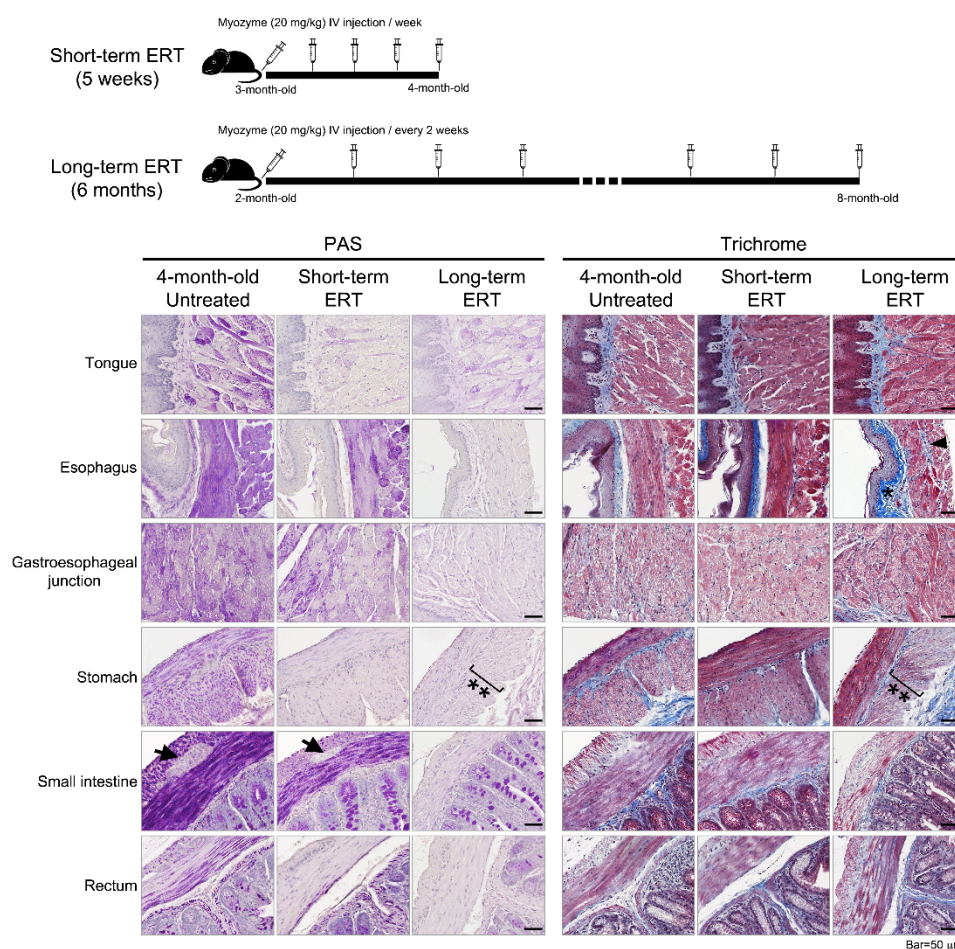 Myozyme (20 mg/kg) IV injection / week
Short-term ERT
(5 weeks)
3-month-old
4-month-old
Myozyme (20 mg/kg) IV injection / every 2 weeks
Long-term ERT
(6 months)
2-month-old
8-month-old
PAS
Trichrome
4-month-old
Untreated
Short-term
ERT
Long-term
ERT
4-month-old
Untreated
Short-term
ERT
Long-term
ERT
Tongue
Esophagus
*
Gastroesophageal
junction
Stomach
**
**
Small intestine
Rectum